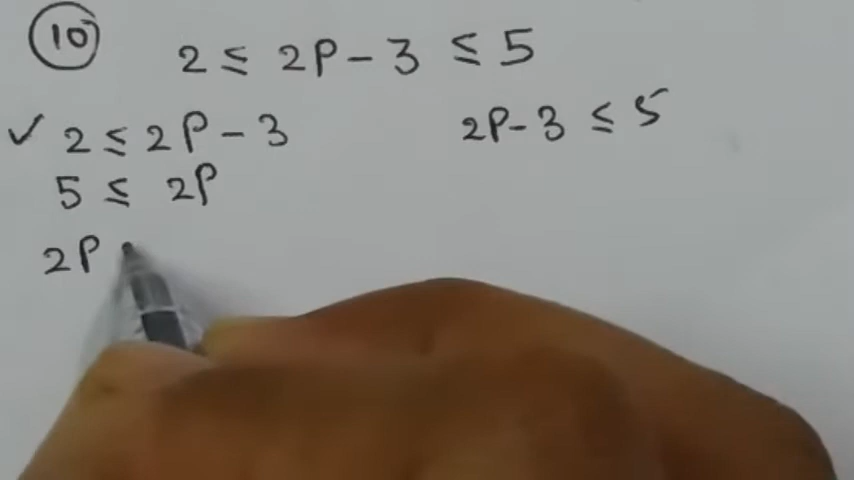 10 2 ≤ 2P - 3 ≤ 5
✓ 2 ≤ 2P - 3 2P - 3 ≤ 5
5 ≤ 2P
2P